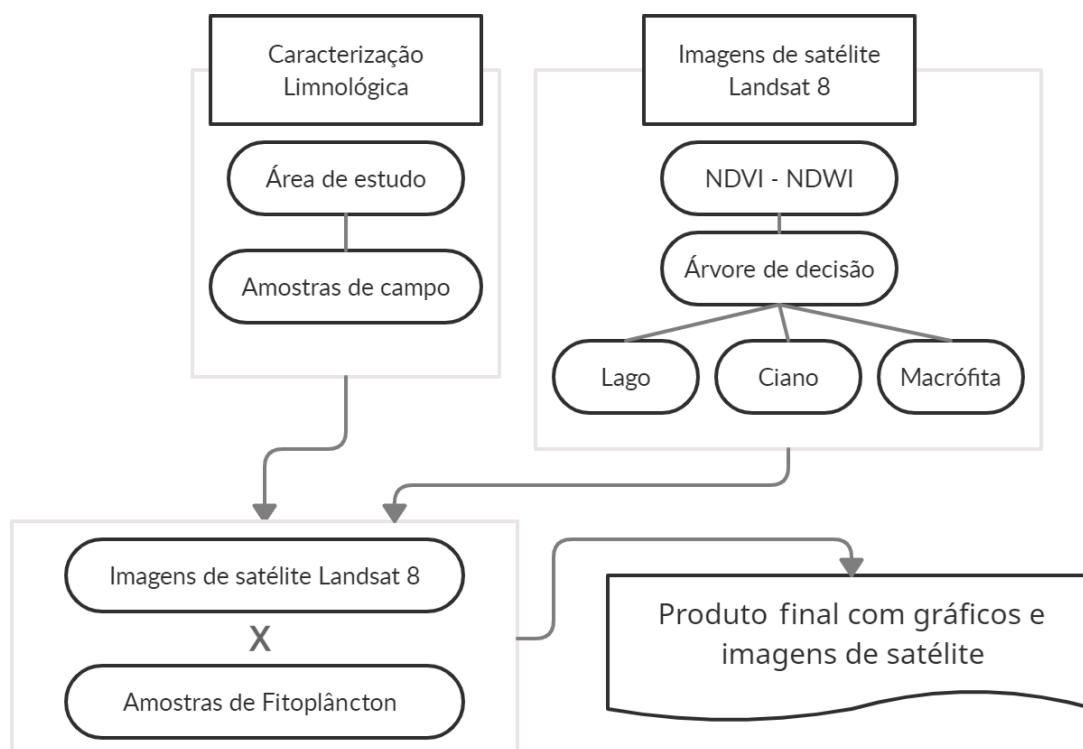 Caracterização
Limnológica
Área de estudo
Amostras de campo
Imagens de satélite
Landsat 8
NDVI - NDWI
Árvore de decisão
Lago
Ciano
Macrófita
Imagens de satélite Landsat 8
X
Amostras de Fitoplâncton
Produto final com gráficos e
imagens de satélite